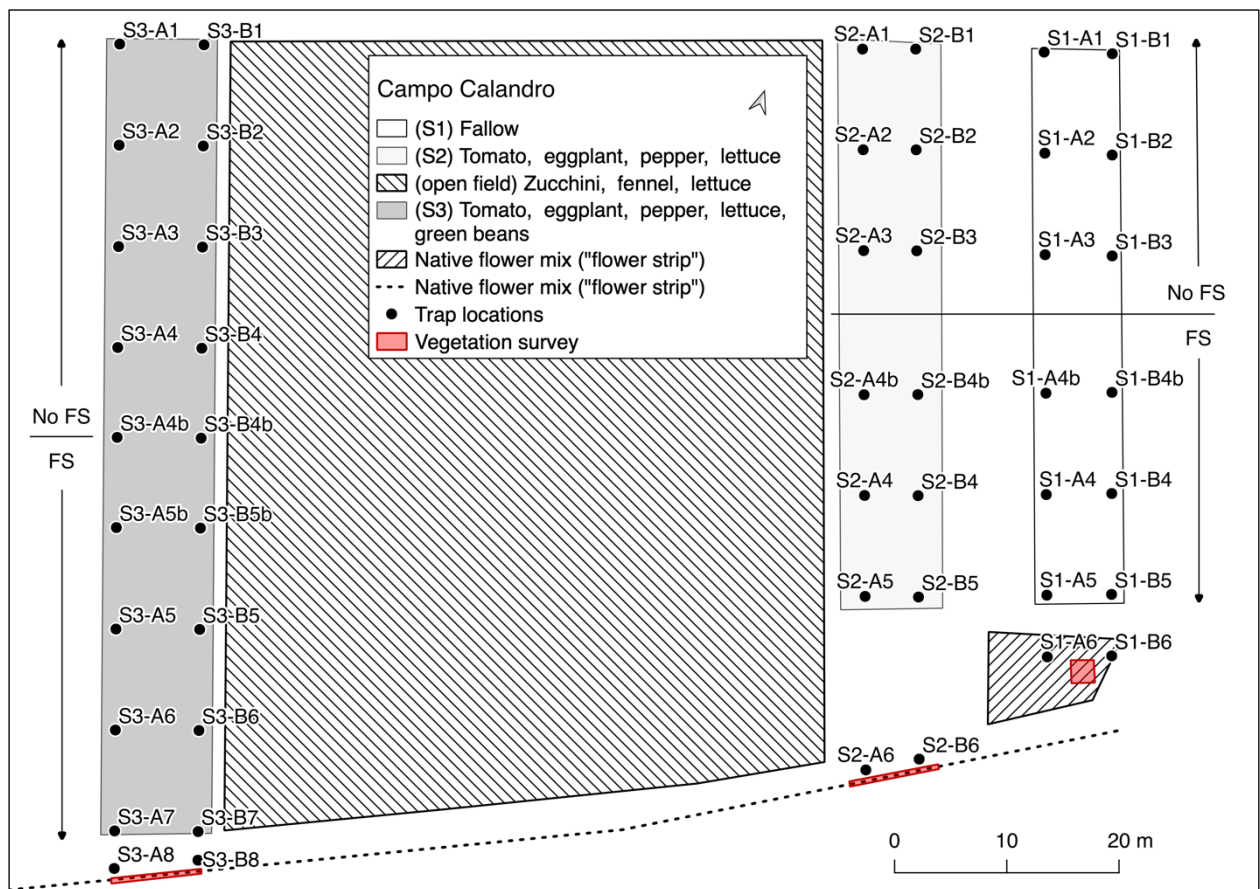 S3-A1 S3-B1 S2-A1 S2-B1 S1-A1 S1-B1
Campo Calandro
(S1) Fallow
(S2) Tomato, eggplant, pepper, lettuce
(open field) Zucchini, fennel, lettuce
(S3) Tomato, eggplant, pepper, lettuce,
green beans
Native flower mix ("flower strip")
Native flower mix ("flower strip")
Trap locations
Vegetation survey
S3-A2 S3-B2 S2-A2 S2-B2 S1-A2 S1-B2
S3-A3 S3-B3 S2-A3 S2-B3 S1-A3 S1-B3
No FS
FS
S3-A4 S3-B4 S2-A4b S2-B4b S1-A4b S1-B4b
No FS
FS
S3-A4b S3-B4b S2-A4 S2-B4 S1-A4 S1-B4
S3-A5b S3-B5b S2-A5 S2-B5 S1-A5 S1-B5
S3-A5 S3-B5 S1-A6 S1-B6
S3-A6 S3-B6 S2-A6 S2-B6
S3-A7 S3-B7
S3-A8 S3-B8
0 10 20 m